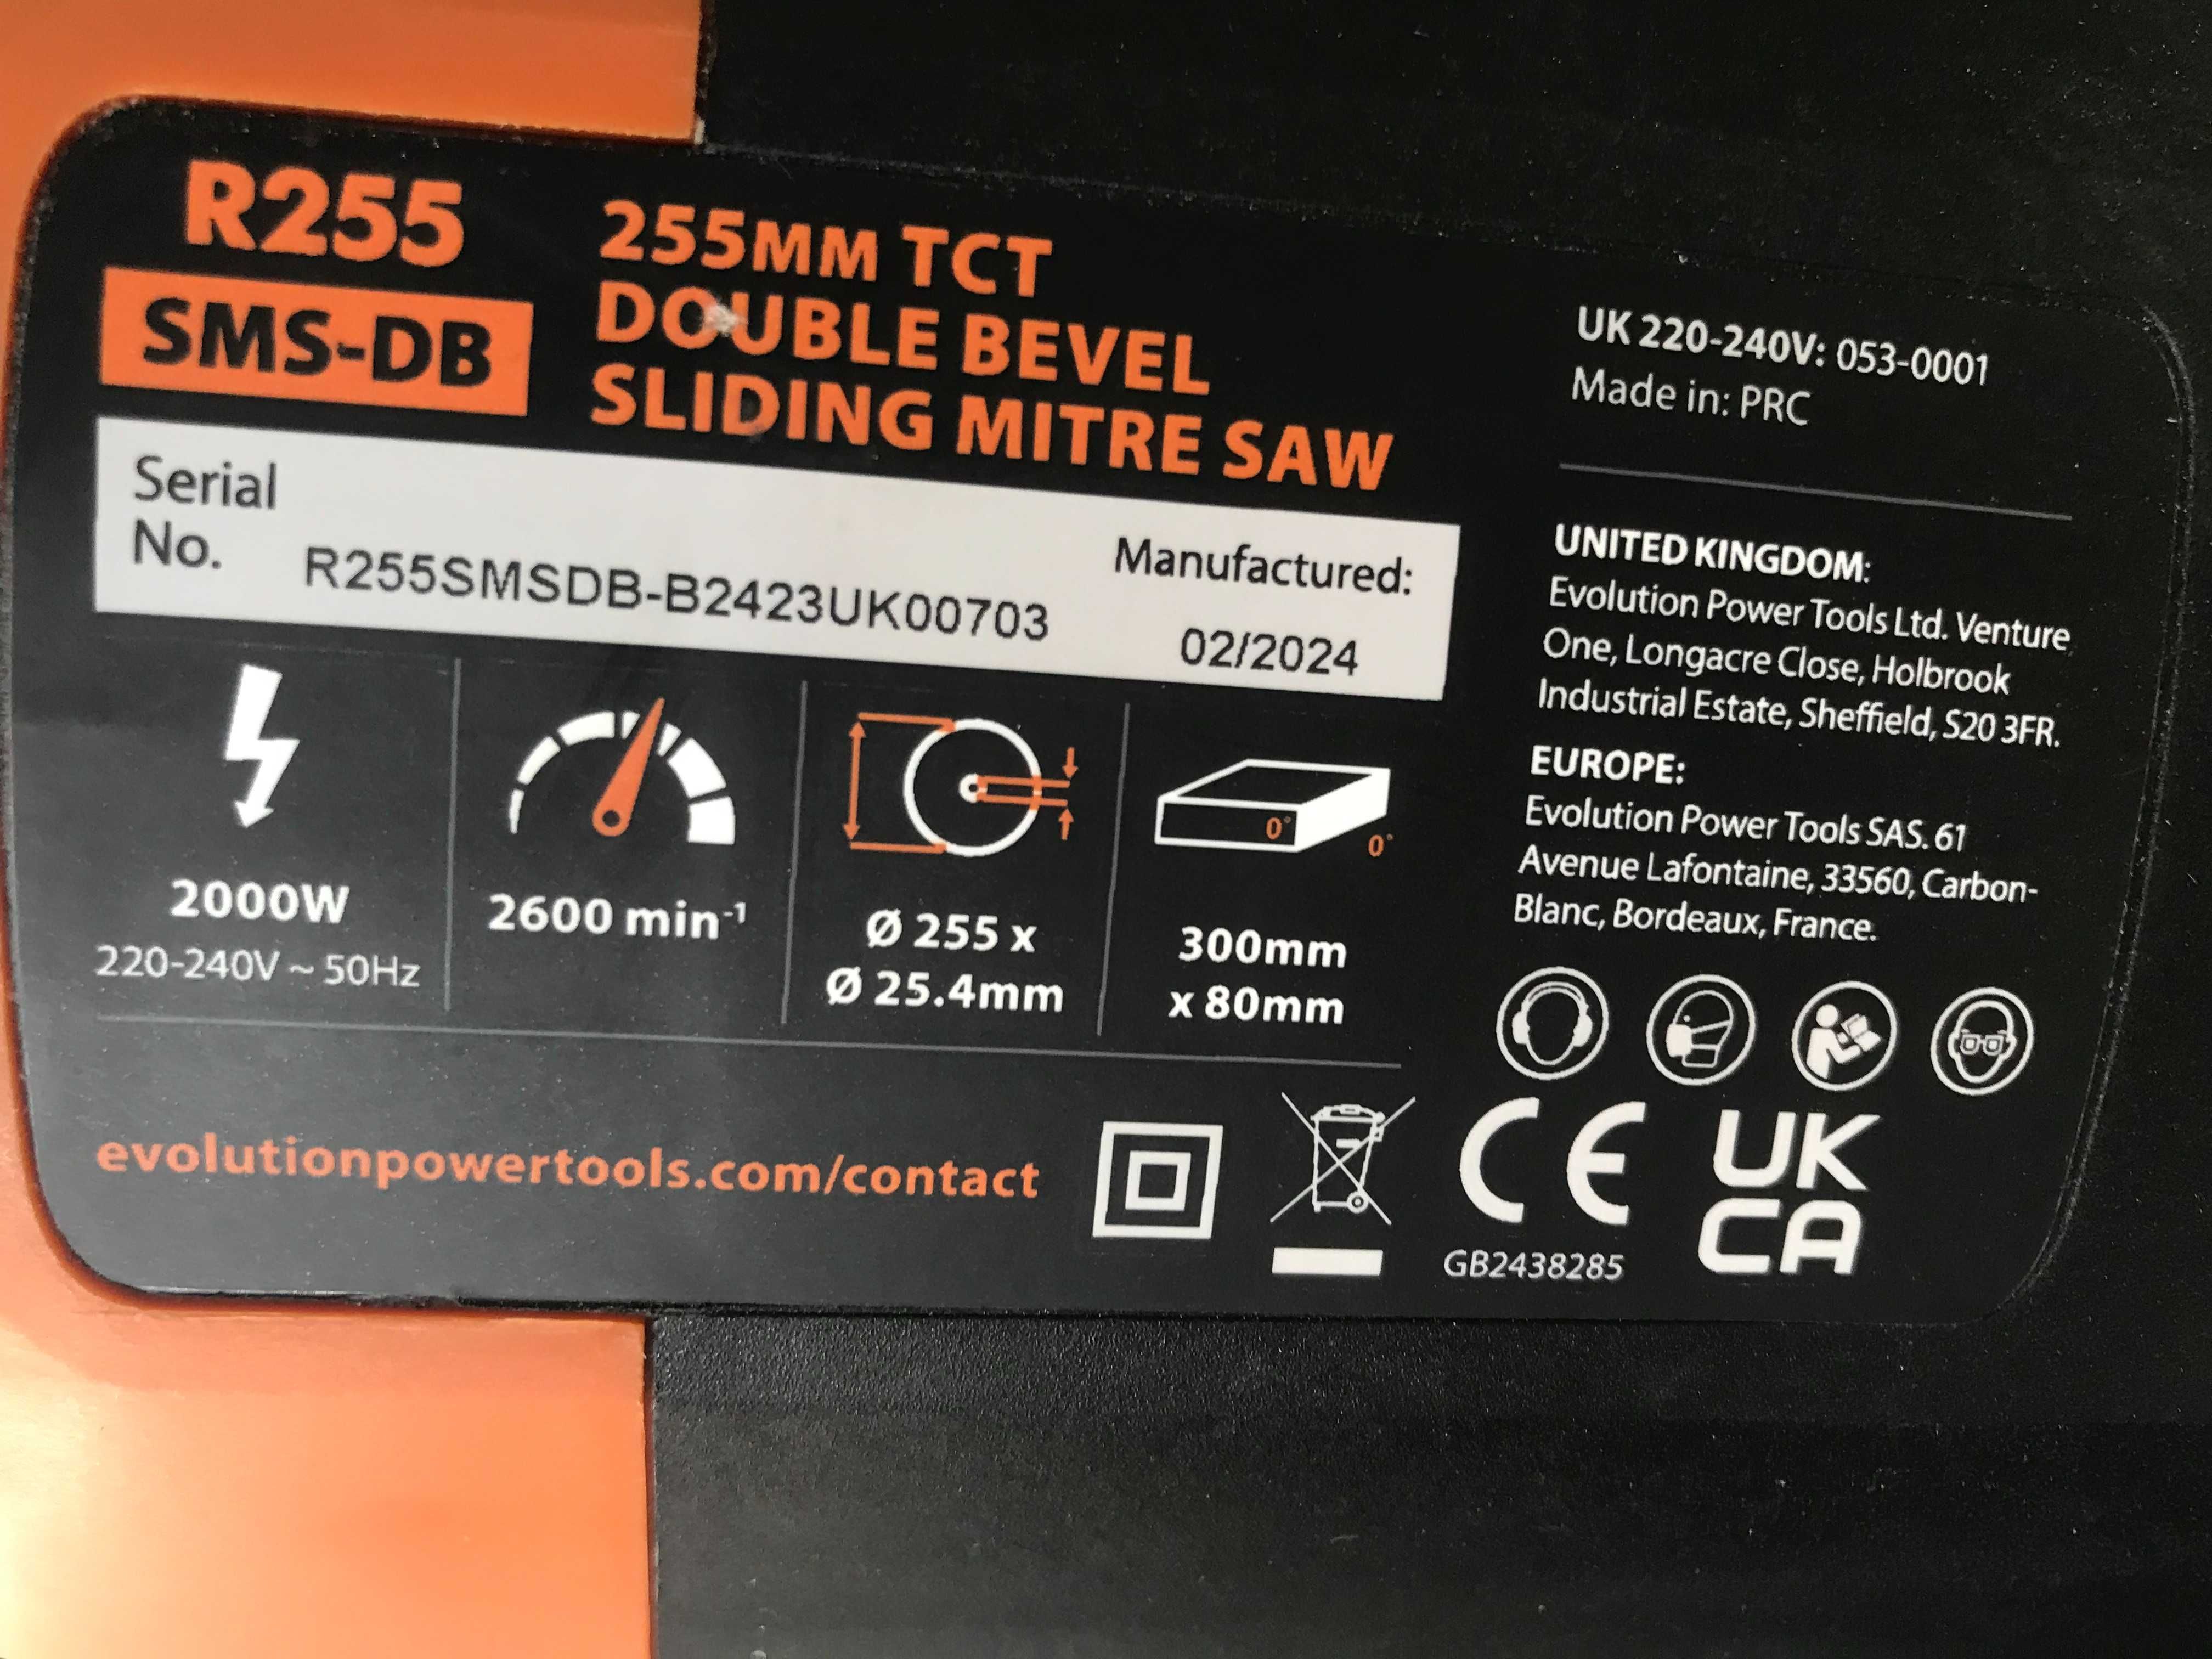 R255
SMS-DB
255MM TCT
DOUBLE BEVEL
SLIDING MITRE SAW
Serial
No. R255SMSDB-B2423UK00703
Manufactured:
02/2024
2000W
220-240V ~ 50Hz
2600 min-1
Ø 255 x
Ø 25.4mm
0°
0°
300mm
x 80mm
evolutionpowertools.com/contact
UK 220-240V: 053-0001
Made in: PRC
UNITED KINGDOM:
Evolution Power Tools Ltd. Venture
One, Longacre Close, Holbrook
Industrial Estate, Sheffield, S20 3FR.
EUROPE:
Evolution Power Tools SAS. 61
Avenue Lafontaine, 33560, Carbon-
Blanc, Bordeaux, France.
CE
GB2438285
UK
CA